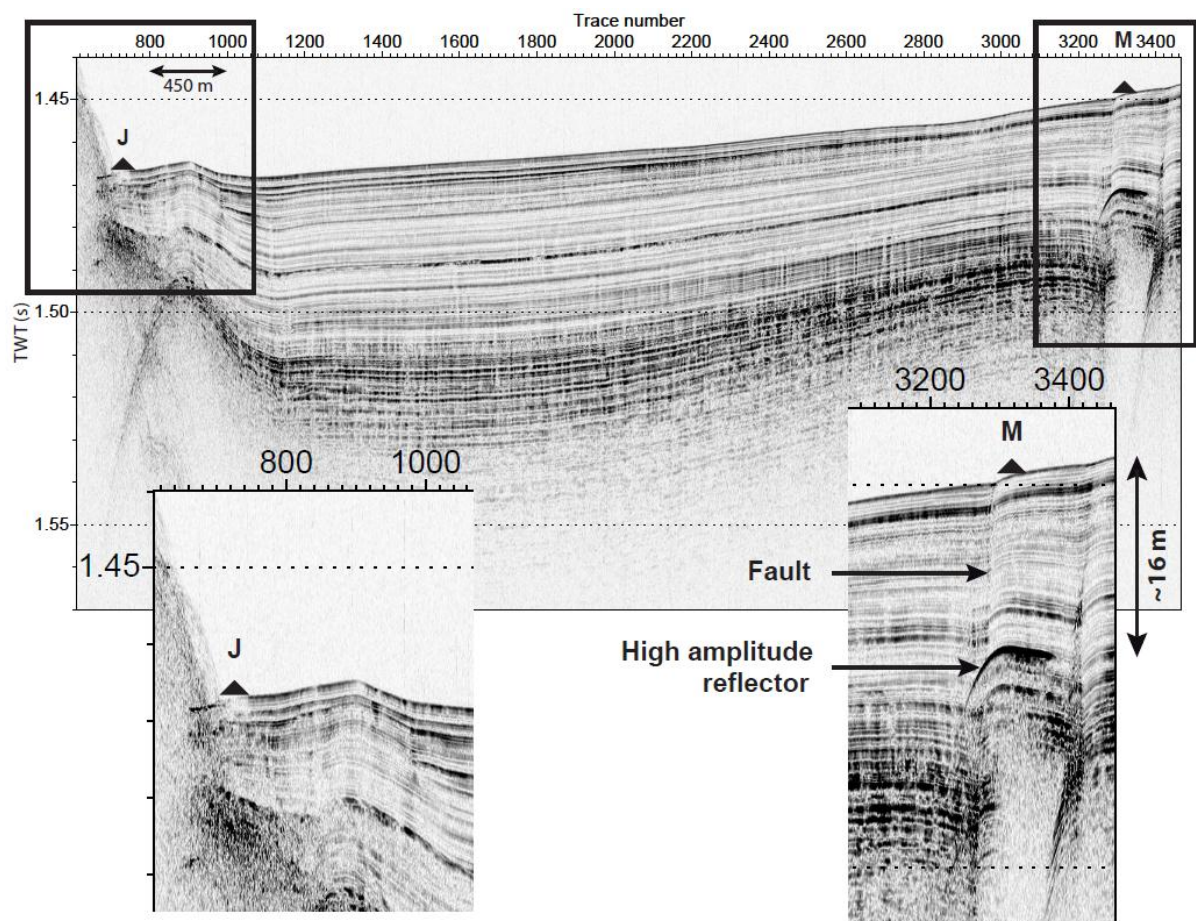 Trace number
800 1000 1200 1400 1600 1800 2000 2200 2400 2600 2800 3000 3200 M 3400
450 m
1.45
J
1.50
TWT (s)
3200 3400
M
800 1000
1.55
1.45
Fault
~16 m
J
High amplitude
reflector